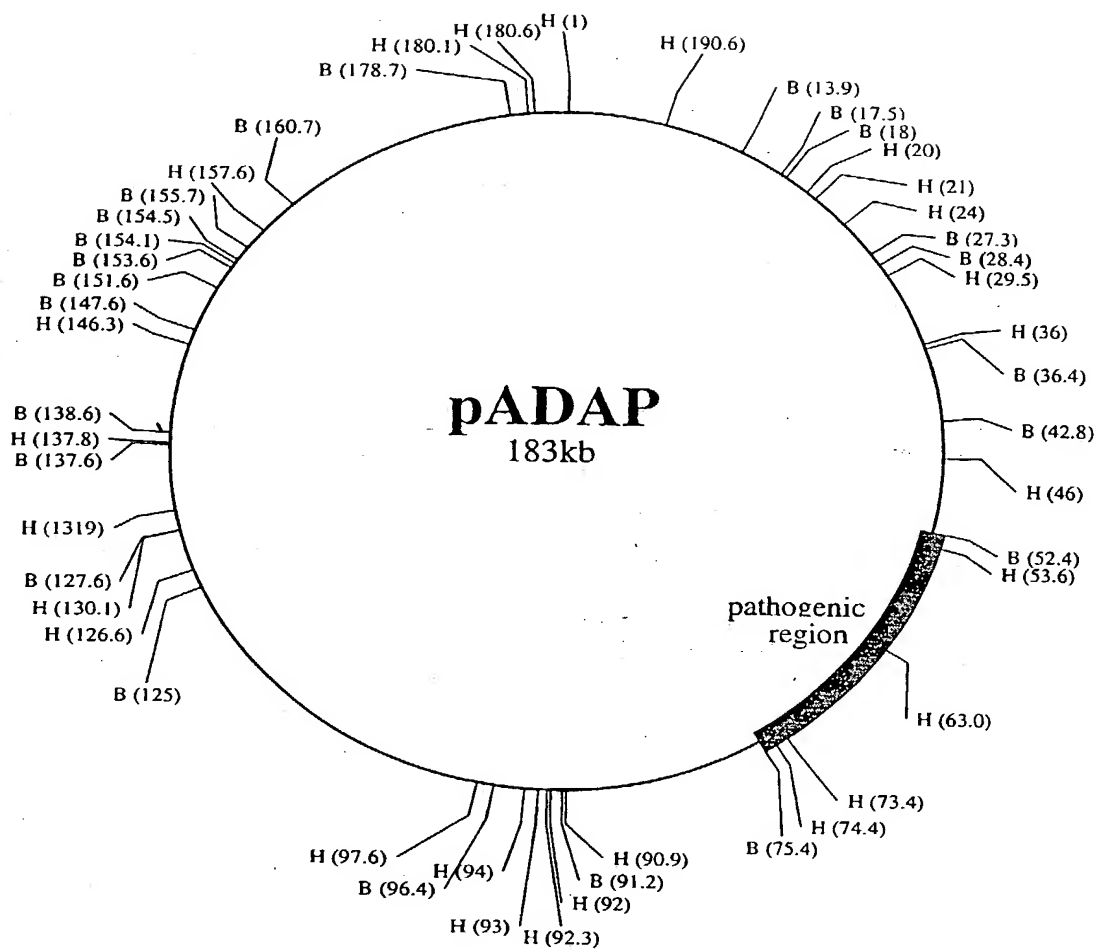 H (1)
H (190.6)
B (13.9)
B (17.5)
B (18)
H (20)
H (21)
H (24)
B (27.3)
B (28.4)
H (29.5)
H (36)
B (36.4)
B (42.8)
H (46)
B (52.4)
H (53.6)
H (63.0)
H (73.4)
H (74.4)
B (75.4)
H (90.9)
B (91.2)
H (92)
H (92.3)
H (93)
H (94)
B (96.4)
H (97.6)
B (125)
H (126.6)
H (130.1)
B (127.6)
H (1319)
B (137.6)
H (137.8)
B (138.6)
H (146.3)
B (147.6)
B (151.6)
B (153.6)
B (154.1)
B (154.5)
B (155.7)
H (157.6)
B (160.7)
B (178.7)
H (180.1)
H (180.6)
pADAP
183kb
pathogenic
region